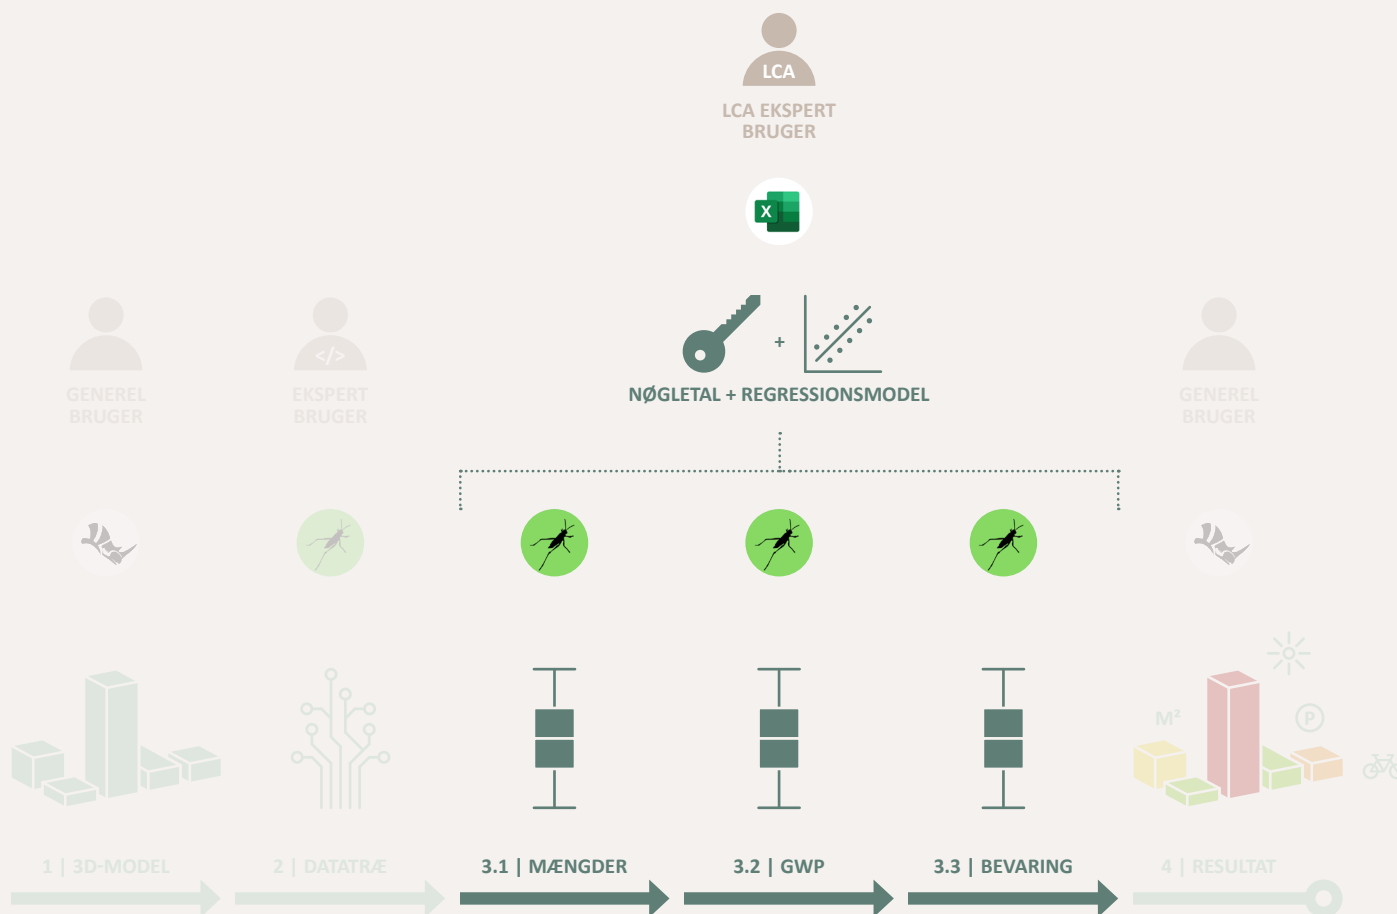 LCA
LCA EKSPERT
BRUGER
X
</>
GENEREL
BRUGER
EKSPERT
BRUGER
+
NØGLETAL + REGRESSIONSMODEL
GENEREL
BRUGER
M²
P
1 | 3D-MODEL
2 | DATATRÆ
3.1 | MÆNGDER
3.2 | GWP
3.3 | BEVARING
4 | RESULTAT